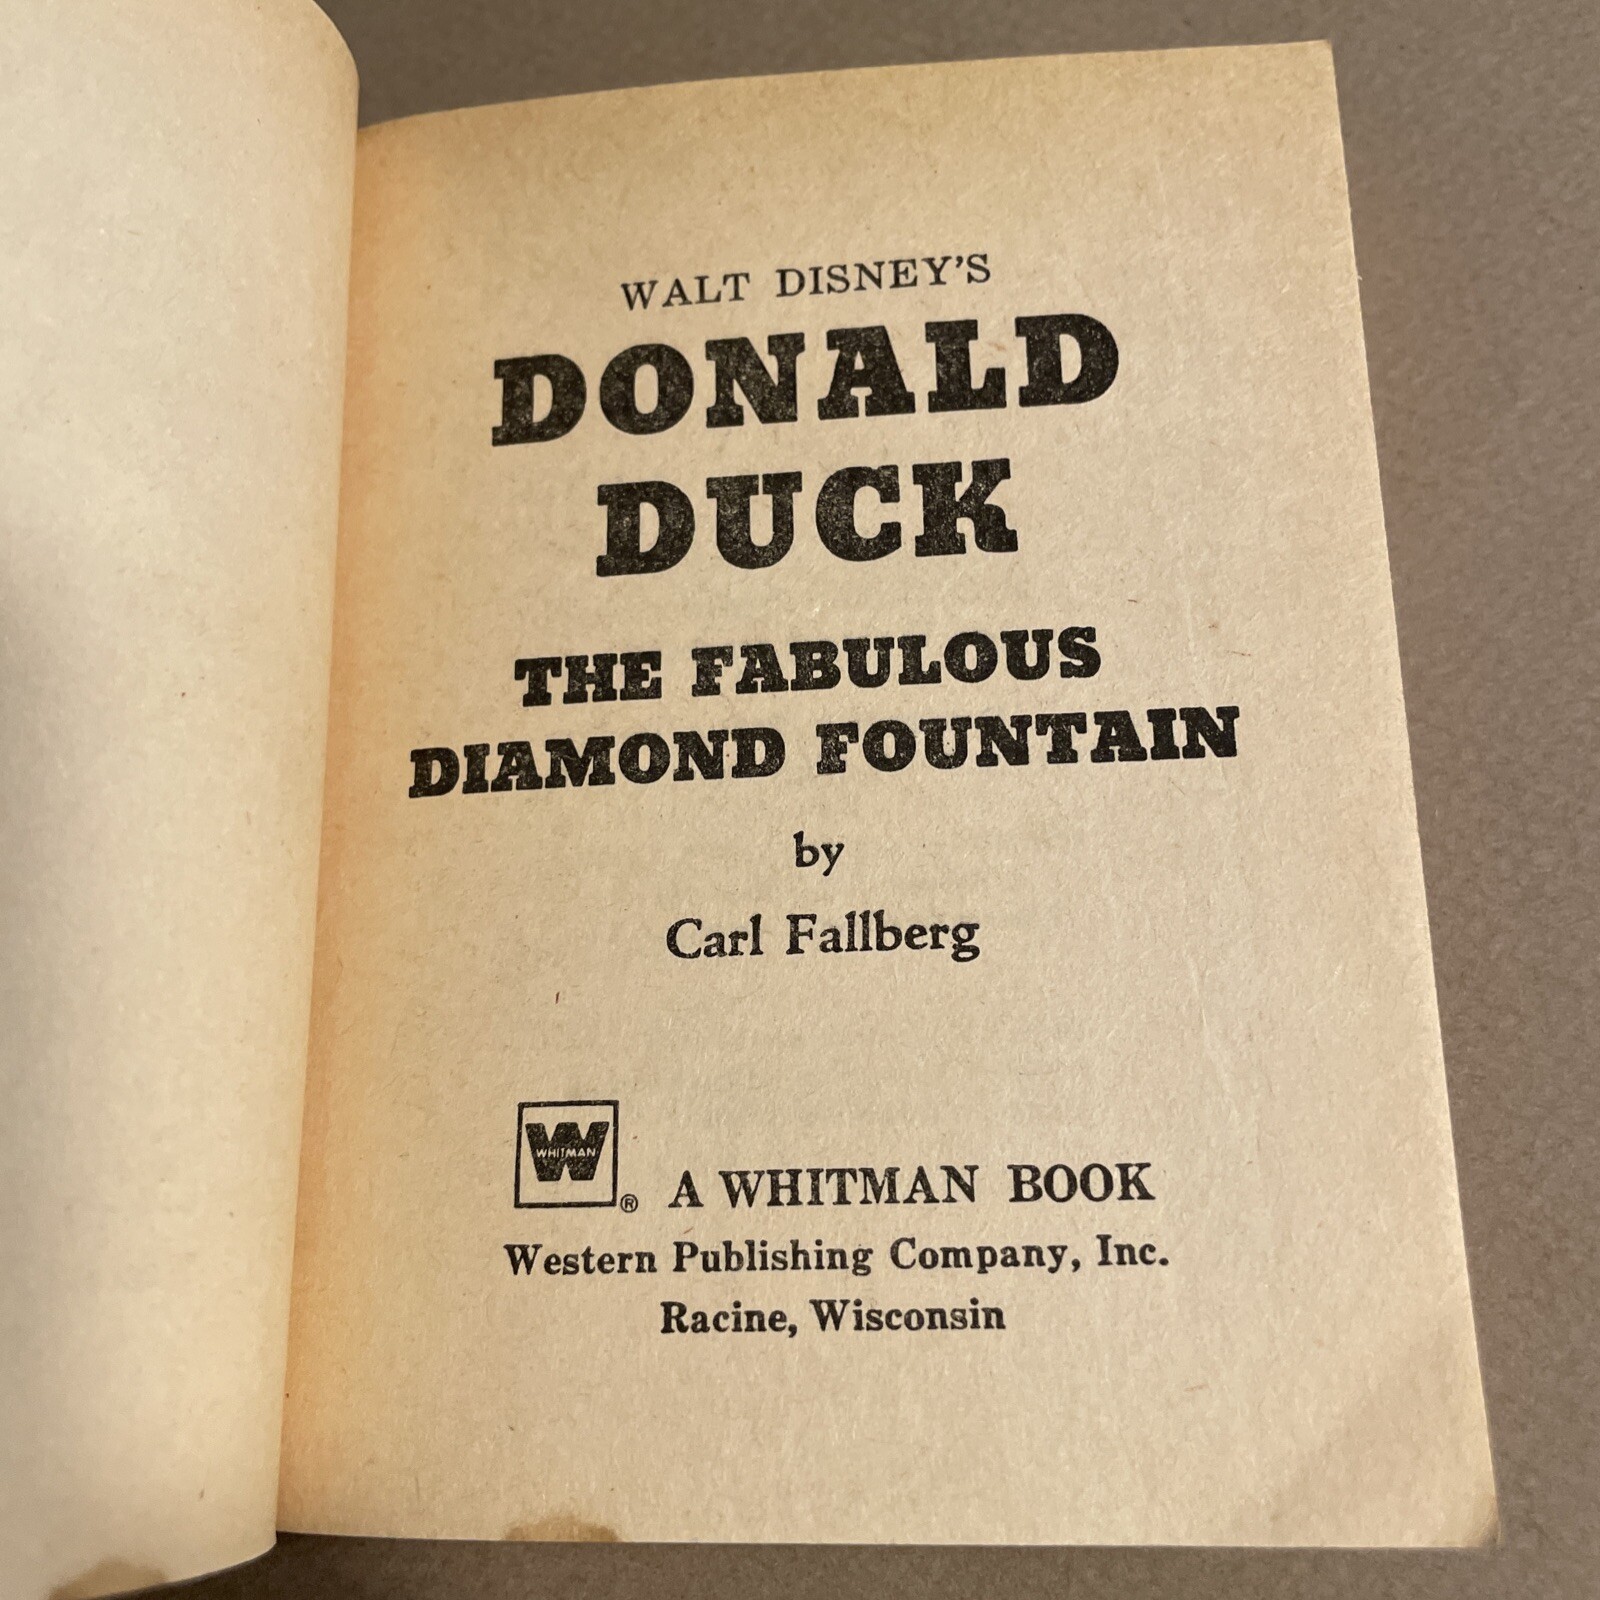 WALT DISNEY'S
DONALD
DUCK
THE FABULOUS
DIAMOND FOUNTAIN
by
Carl Fallberg
WHITMAN
® A WHITMAN BOOK
Western Publishing Company, Inc.
Racine, Wisconsin